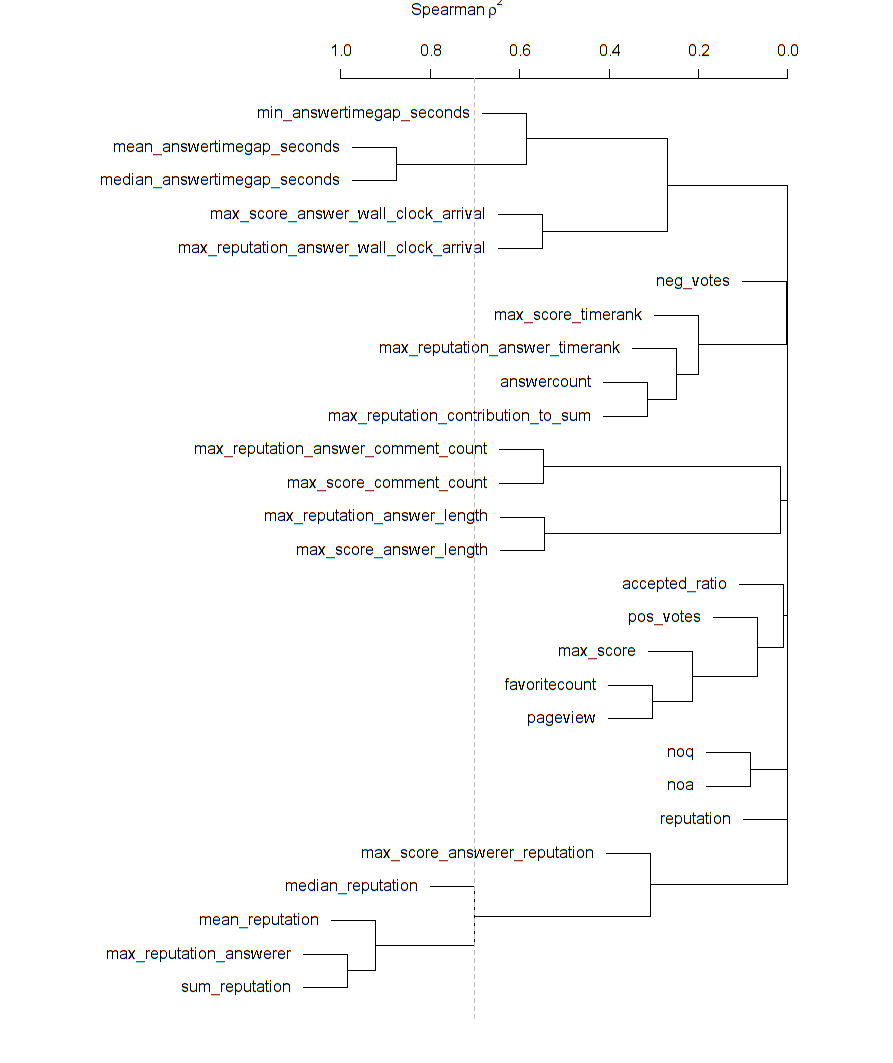 Spearman ρ²
1.0 0.8 0.6 0.4 0.2 0.0
min_answertimegap_seconds
mean_answertimegap_seconds
median_answertimegap_seconds
max_score_answer_wall_clock_arrival
max_reputation_answer_wall_clock_arrival
neg_votes
max_score_timerank
max_reputation_answer_timerank
answercount
max_reputation_contribution_to_sum
max_reputation_answer_comment_count
max_score_comment_count
max_reputation_answer_length
max_score_answer_length
accepted_ratio
pos_votes
max_score
favoritecount
pageview
noq
noa
reputation
max_score_answerer_reputation
median_reputation
mean_reputation
max_reputation_answerer
sum_reputation